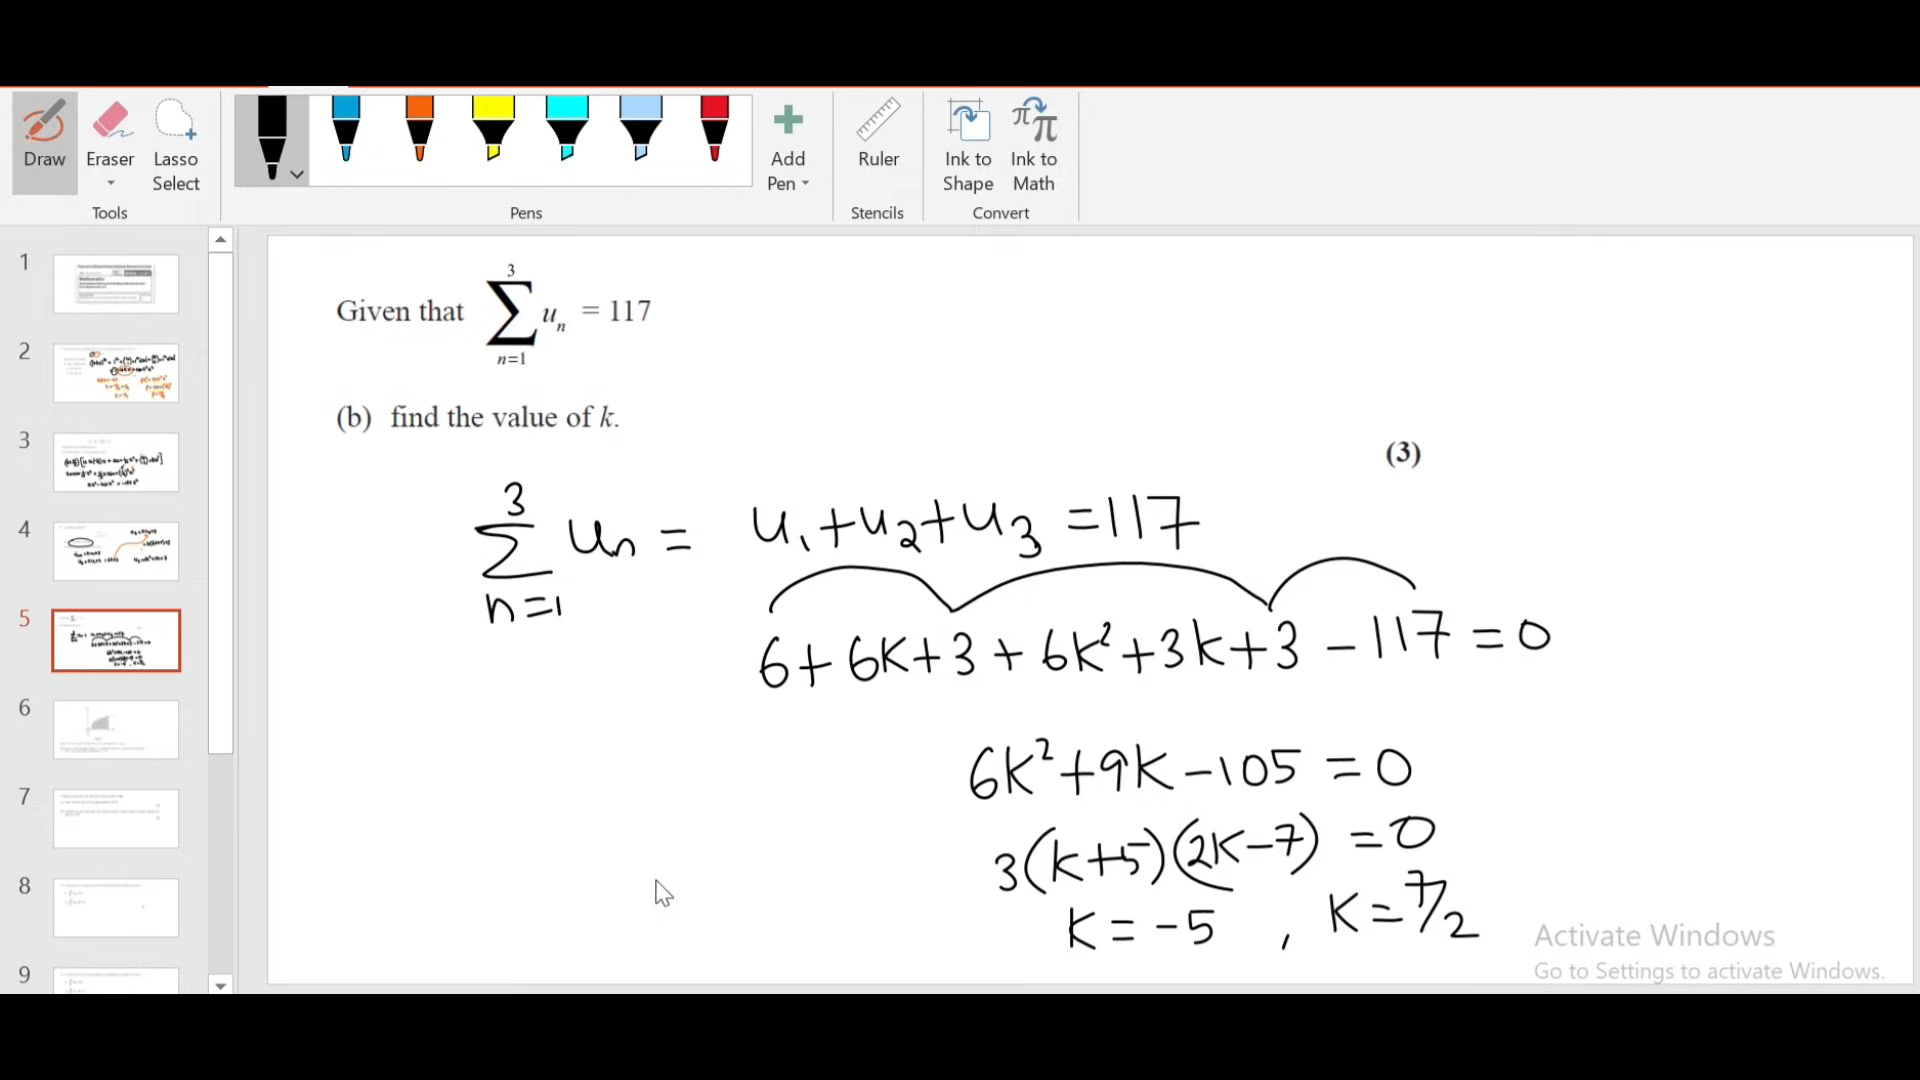 Draw
Eraser
Lasso
Select
Tools
Pens
Add
Pen
Ruler
Stencils
Ink to
Shape
Ink to
Math
Convert
1
2
3
4
5
6
7
8
9
Given that ∑_{n=1}^{3} u_n = 117
(b) find the value of k.
(3)
∑_{n=1}^{3} u_n = u_1+u_2+u_3 =117
6+6k+3+6k²+3k+3-117=0
6k²+9k-105=0
3(k+5)(2k-7)=0
k=-5 , k=7/2
Activate Windows
Go to Settings to activate Windows.